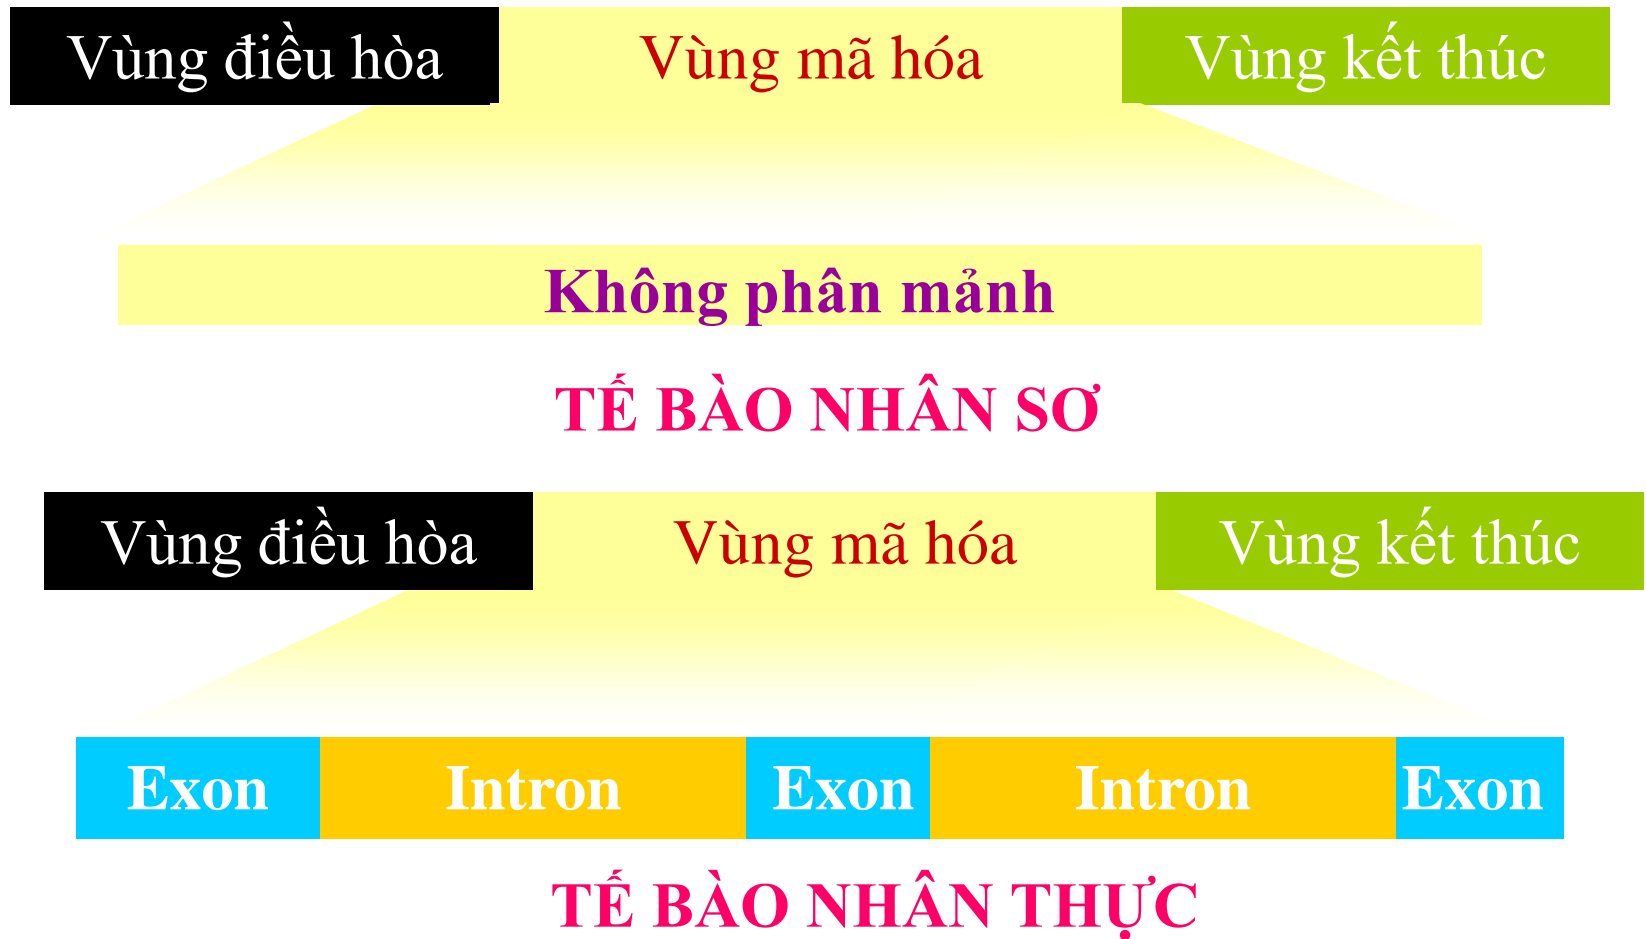 Vùng điều hòa Vùng mã hóa Vùng kết thúc
Không phân mảnh
TẾ BÀO NHÂN SƠ
Vùng điều hòa Vùng mã hóa Vùng kết thúc
Exon Intron Exon Intron Exon
TẾ BÀO NHÂN THỰC